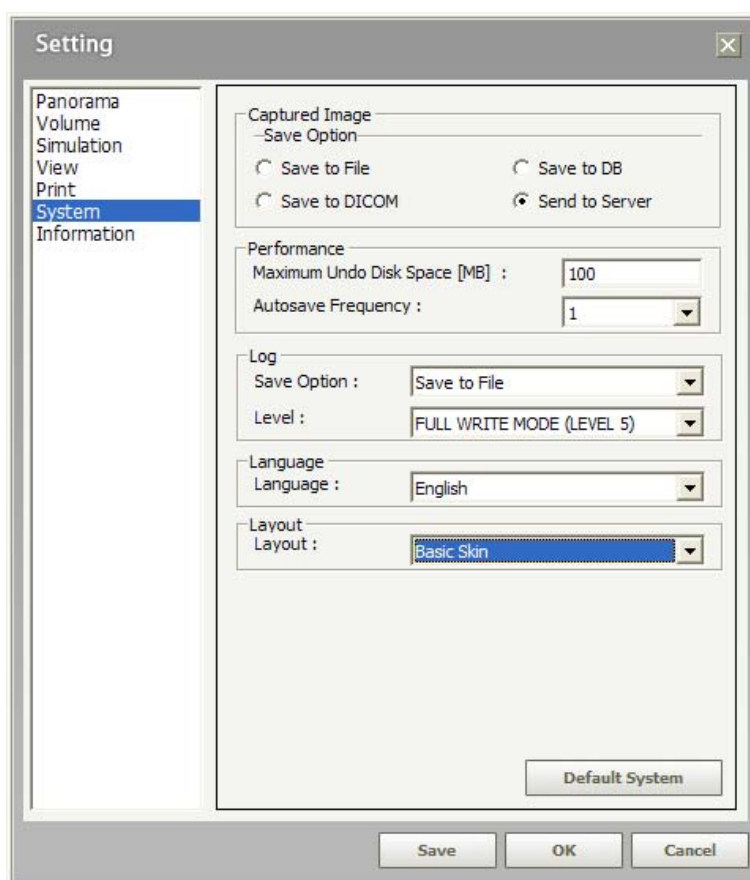 Setting
Panorama
Volume
Simulation
View
Print
System
Information
Captured Image
Save Option
Save to File
Save to DB
Save to DICOM
Send to Server
Performance
Maximum Undo Disk Space [MB] : 100
Autosave Frequency : 1
Log
Save Option : Save to File
Level : FULL WRITE MODE (LEVEL 5)
Language
Language : English
Layout
Layout : Basic Skin
Default System
Save OK Cancel